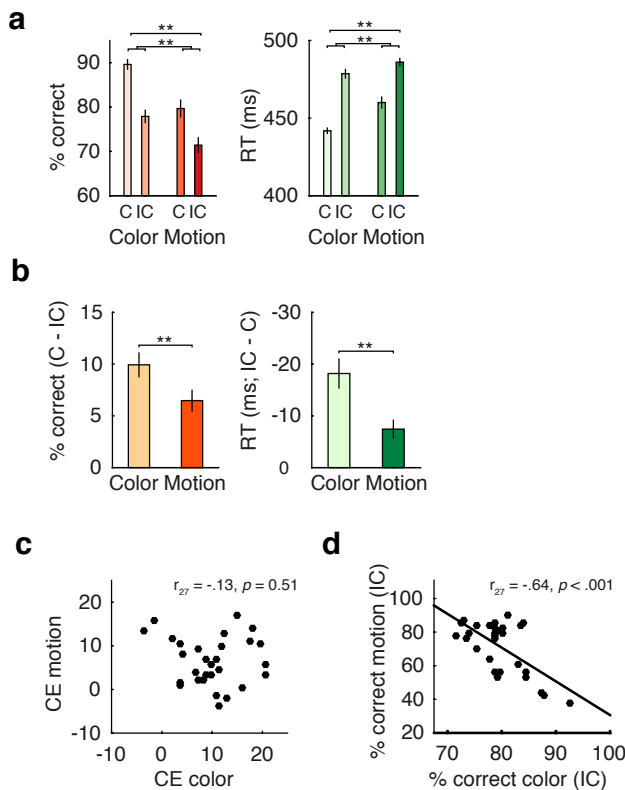 a
**
**
% correct
90
80
70
60
C IC
C IC
Color Motion
**
**
RT (ms)
500
450
400
C IC
C IC
Color Motion
b
% correct (C - IC)
15
10
5
0
**
Color Motion
RT (ms; IC - C)
-30
-20
-10
0
**
Color Motion
c
r27 = -.13, p = 0.51
CE motion
20
10
0
-10
-10
0
10
20
CE color
d
r27 = -.64, p < .001
% correct motion (IC)
100
80
60
40
20
70
80
90
100
% correct color (IC)